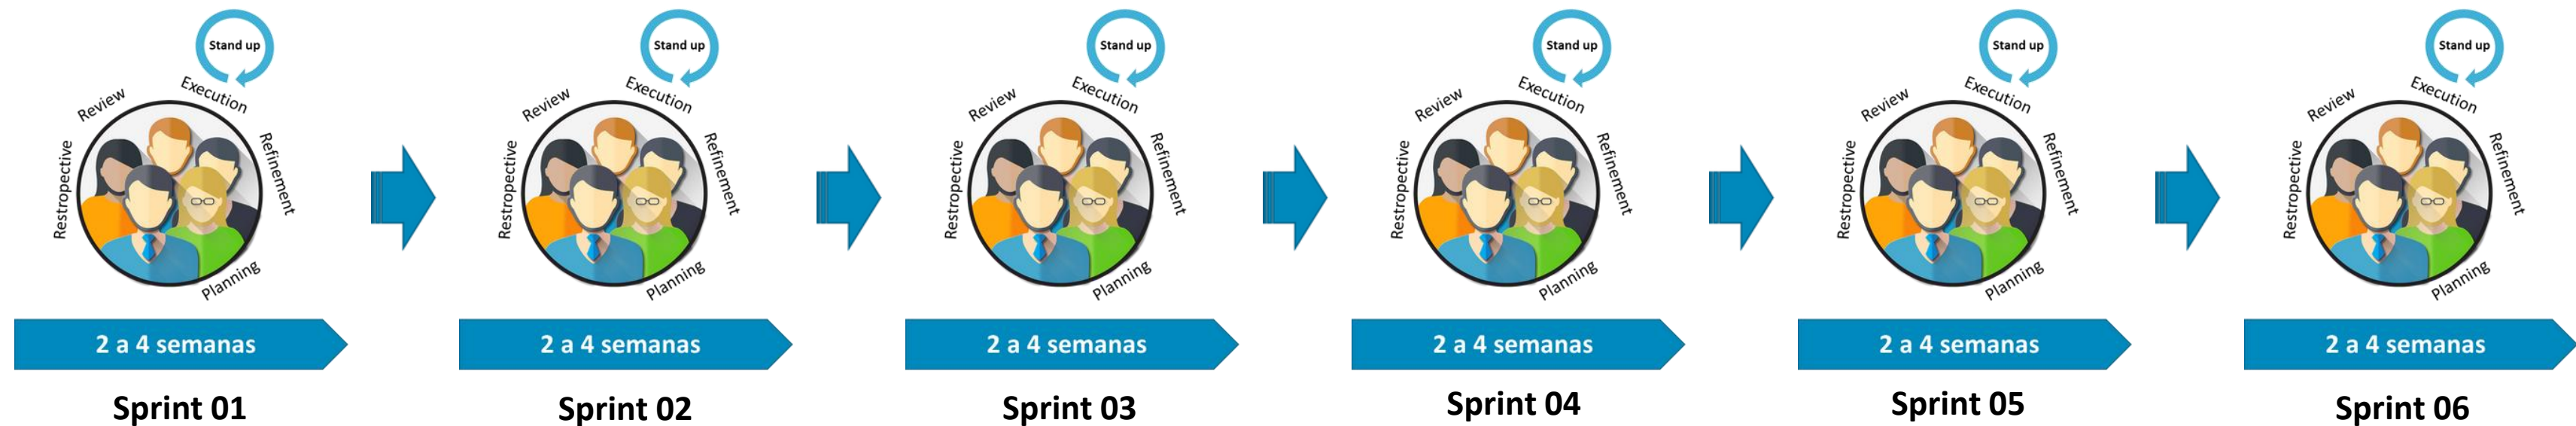 Stand up
Execution
Review
Refinement
Restropective
Planning
2 a 4 semanas
Sprint 01
Stand up
Execution
Review
Refinement
Restropective
Planning
2 a 4 semanas
Sprint 02
Stand up
Execution
Review
Refinement
Restropective
Planning
2 a 4 semanas
Sprint 03
Stand up
Execution
Review
Refinement
Restropective
Planning
2 a 4 semanas
Sprint 04
Stand up
Execution
Review
Refinement
Restropective
Planning
2 a 4 semanas
Sprint 05
Stand up
Execution
Review
Refinement
Restropective
Planning
2 a 4 semanas
Sprint 06